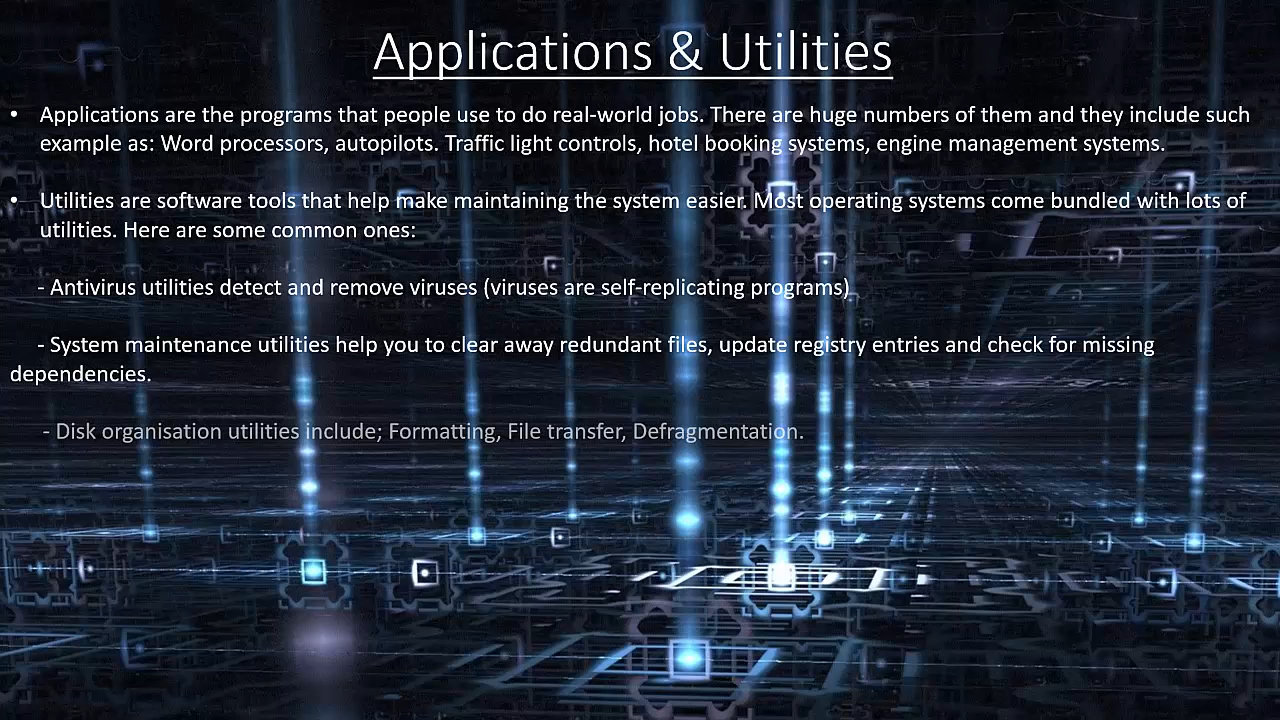 Applications & Utilities
• Applications are the programs that people use to do real-world jobs. There are huge numbers of them and they include such
example as: Word processors, autopilots. Traffic light controls, hotel booking systems, engine management systems.
• Utilities are software tools that help make maintaining the system easier. Most operating systems come bundled with lots of
utilities. Here are some common ones:
- Antivirus utilities detect and remove viruses (viruses are self-replicating programs)
- System maintenance utilities help you to clear away redundant files, update registry entries and check for missing
dependencies.
- Disk organisation utilities include; Formatting, File transfer, Defragmentation.